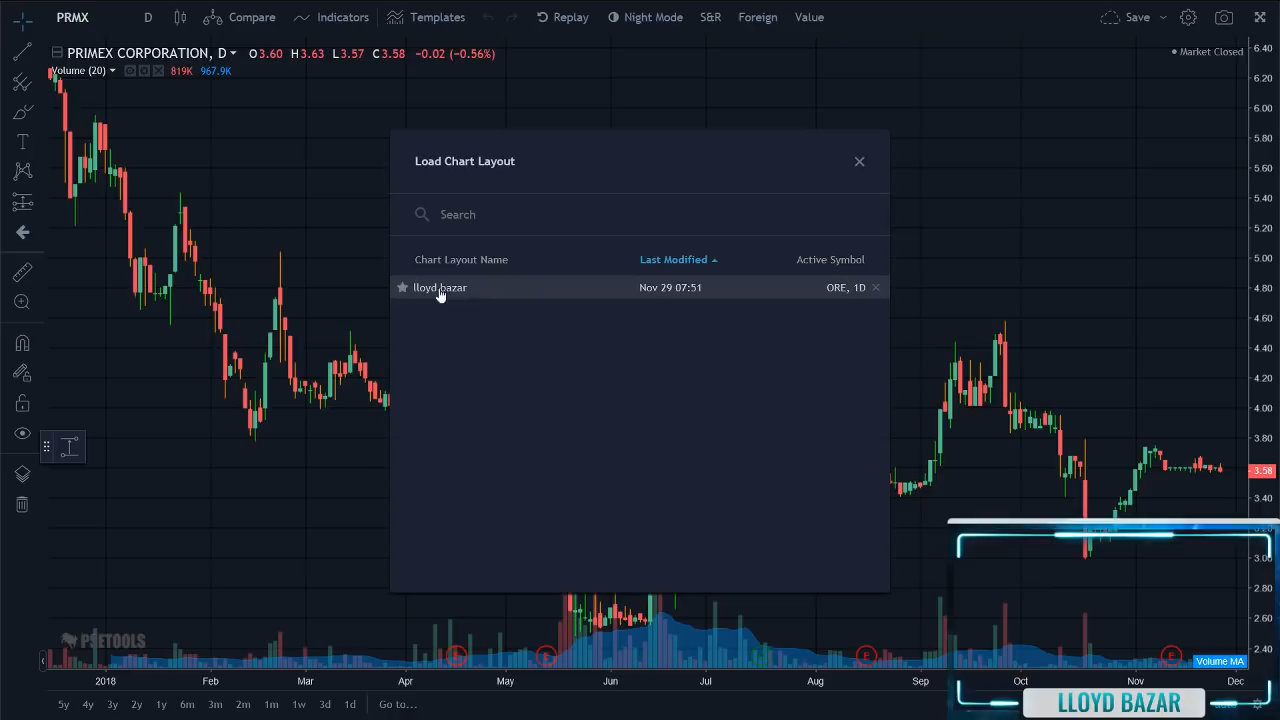 PRMX D Compare Indicators Templates Replay Night Mode S&R Foreign Value Save
PRIMEX CORPORATION, D O3.60 H3.63 L3.57 C3.58 −0.02 (−0.56%)
Market Closed
Volume (20) 819K 967.9K
Load Chart Layout
Search
Chart Layout Name Last Modified Active Symbol
lloyd bazar Nov 29 07:51 ORE, 1D
6.40
6.20
6.00
5.80
5.60
5.40
5.20
5.00
4.80
4.60
4.40
4.20
4.00
3.80
3.58
3.40
3.00
2.80
2.60
2.40
PSETOOLS
E E E E
Volume MA
2018 Feb Mar Apr May Jun Jul Aug Sep Oct Nov Dec
5y 4y 3y 2y 1y 6m 3m 2m 1m 1w 3d 1d Go to...
LLOYD BAZAR